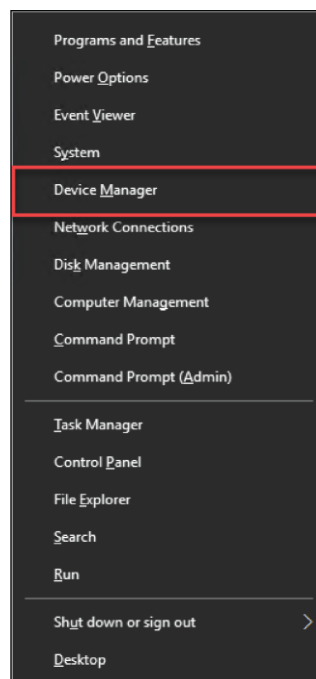 Programs and Features
Power Options
Event Viewer
System
Device Manager
Network Connections
Disk Management
Computer Management
Command Prompt
Command Prompt (Admin)
Task Manager
Control Panel
File Explorer
Search
Run
Shut down or sign out
Desktop